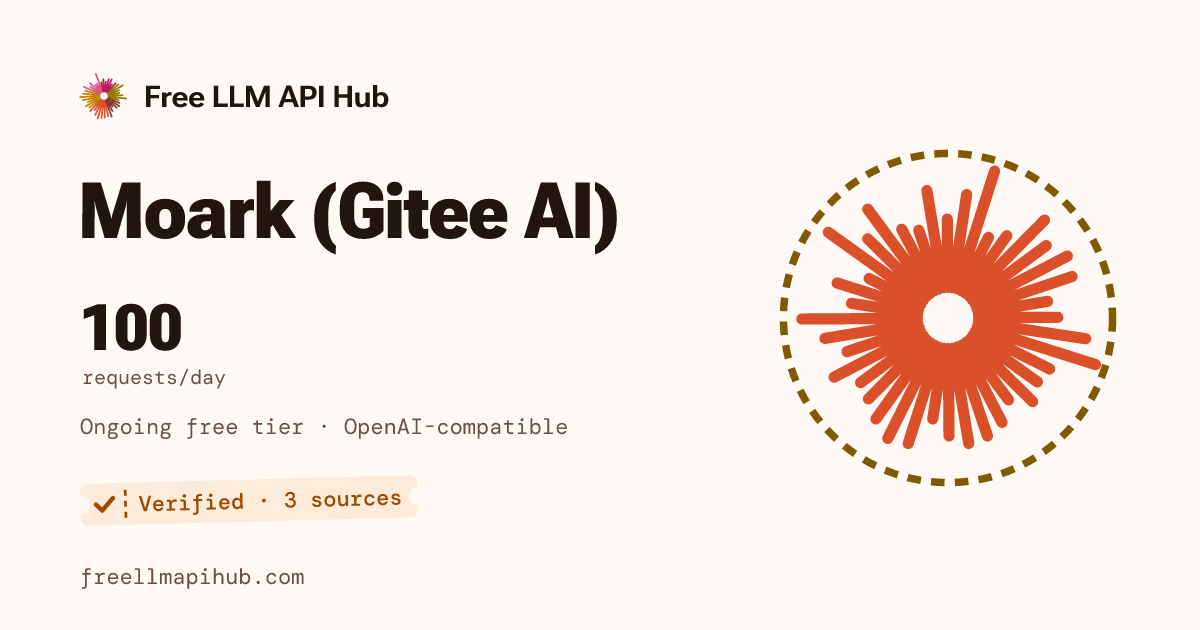 Free LLM API Hub
Moark (Gitee AI)
100
requests/day
Ongoing free tier · OpenAI-compatible
Verified · 3 sources
freellmapihub.com